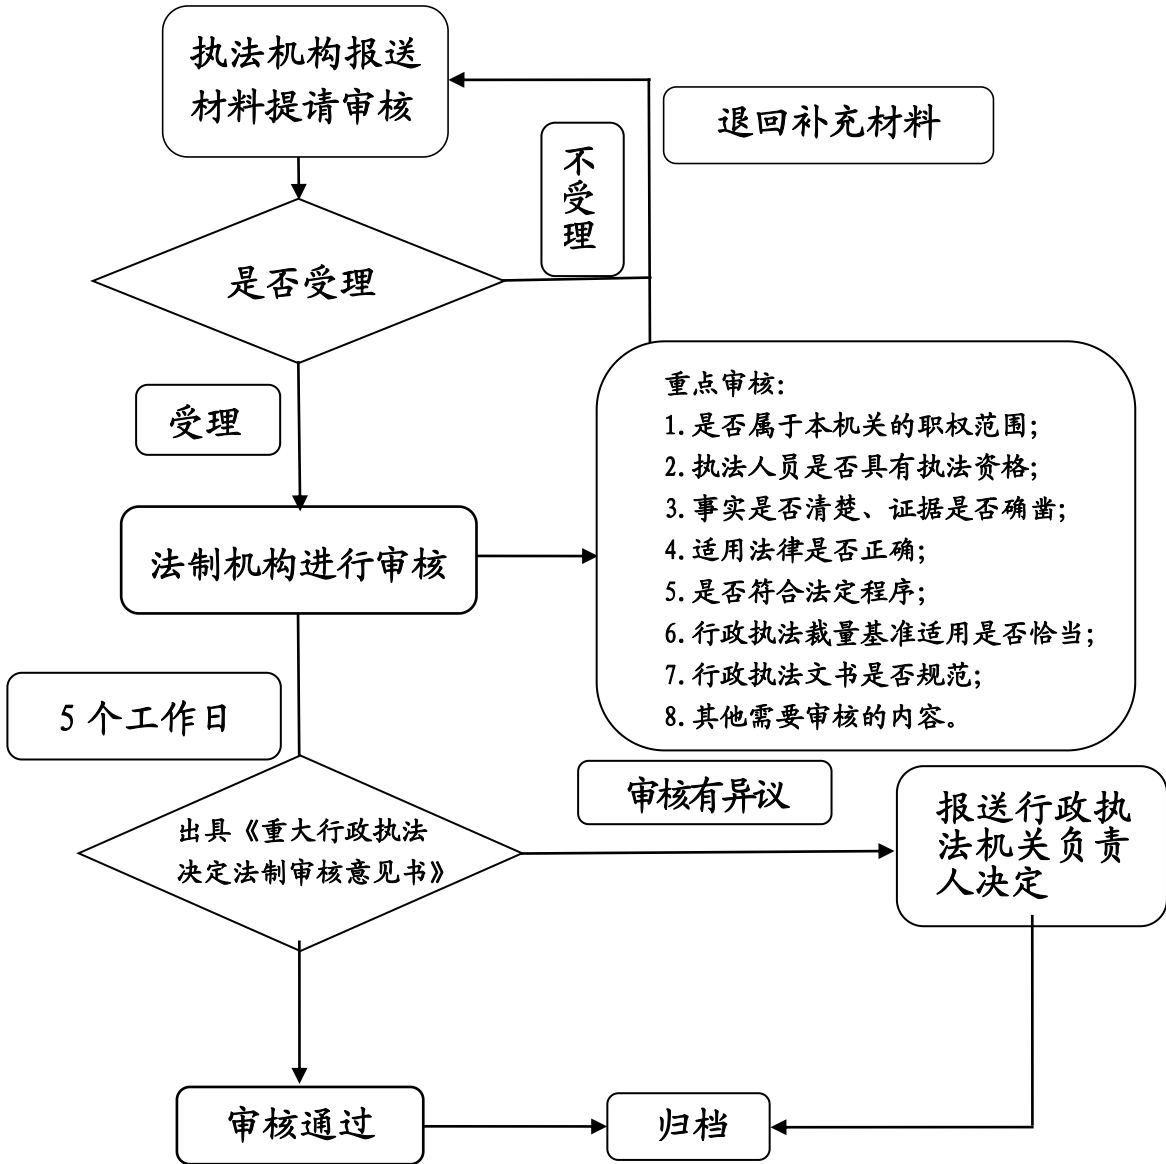 执法机构报送
材料提请审核
退回补充材料
不
受
理
是否受理
受理
重点审核：
1.是否属于本机关的职权范围；
2.执法人员是否具有执法资格；
3.事实是否清楚、证据是否确凿；
4.适用法律是否正确；
5.是否符合法定程序；
6.行政执法裁量基准适用是否恰当；
7.行政执法文书是否规范；
8.其他需要审核的内容。
法制机构进行审核
5个工作日
审核有异议
出具《重大行政执法
决定法制审核意见书》
报送行政执
法机关负责
人决定
审核通过
归档